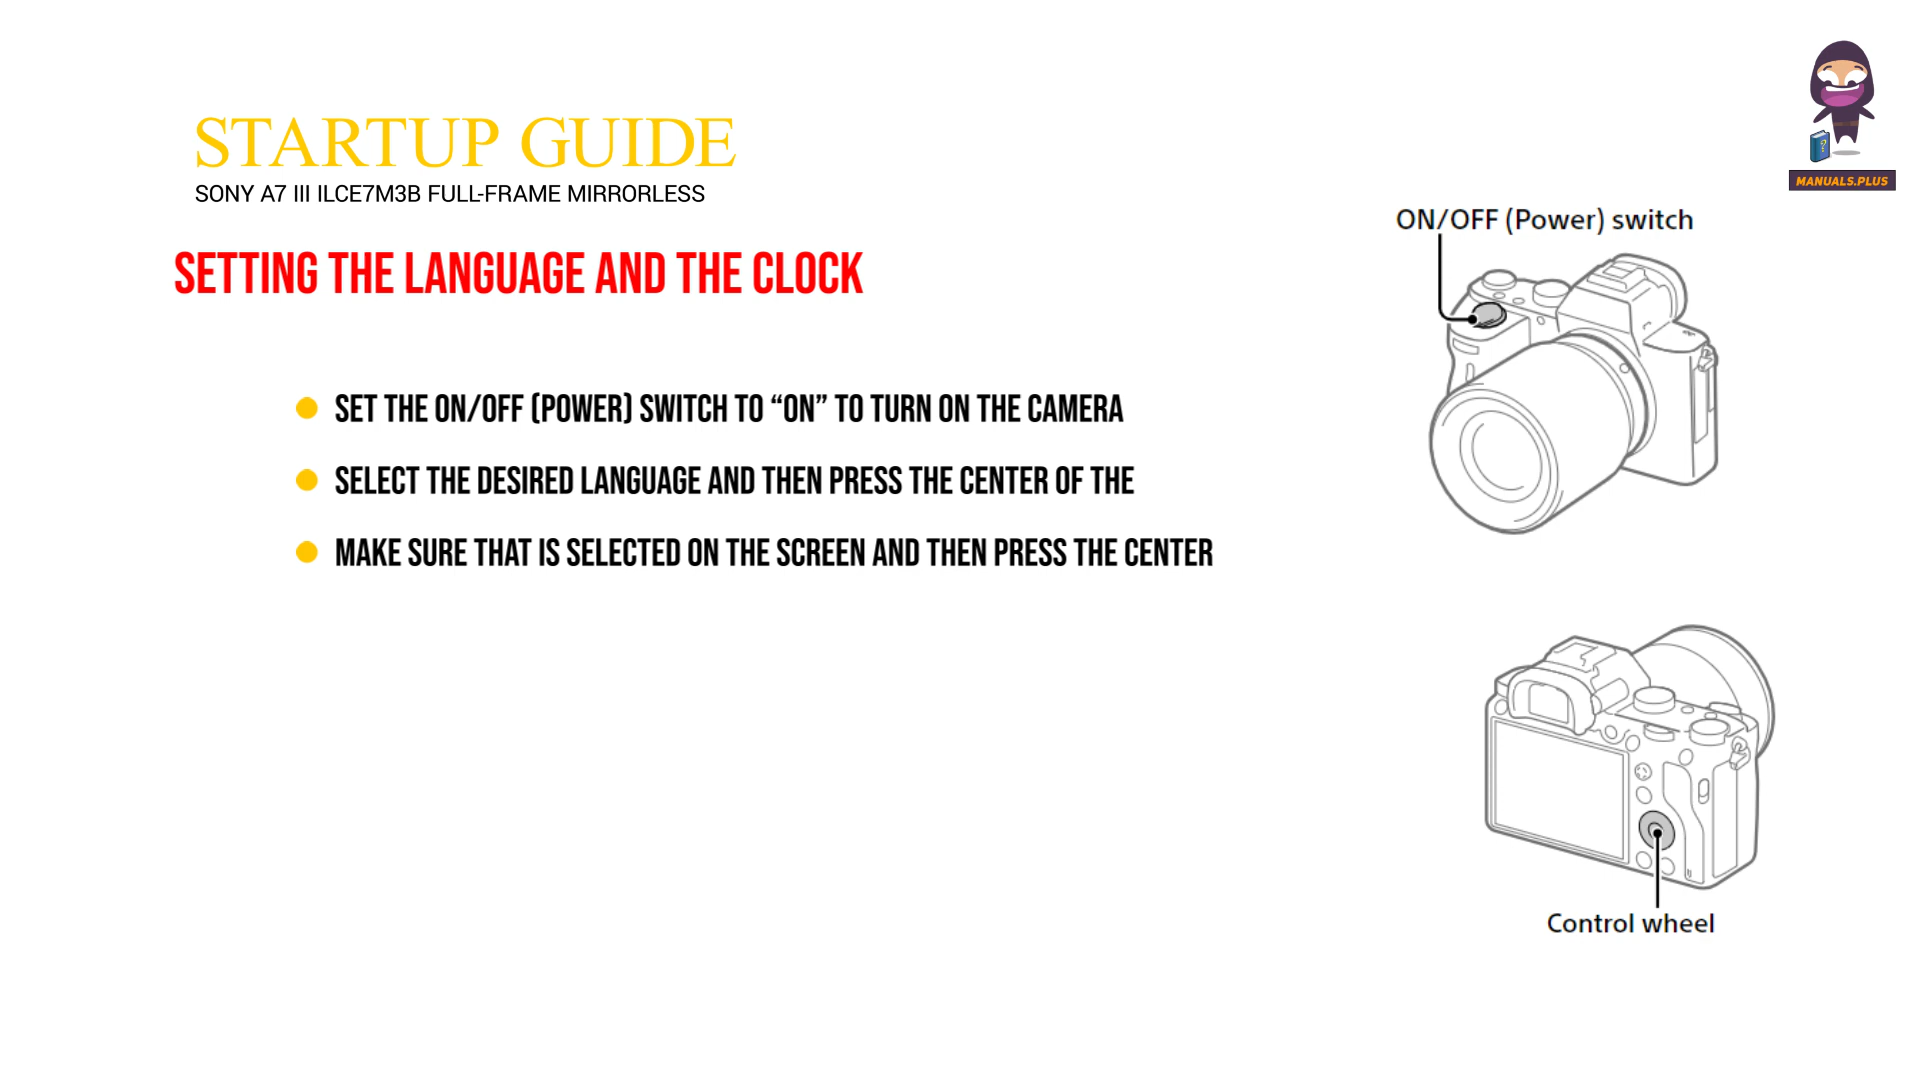 STARTUP GUIDE
SONY A7 III ILCE7M3B FULL-FRAME MIRRORLESS
SETTING THE LANGUAGE AND THE CLOCK
SET THE ON/OFF (POWER) SWITCH TO “ON” TO TURN ON THE CAMERA
SELECT THE DESIRED LANGUAGE AND THEN PRESS THE CENTER OF THE
MAKE SURE THAT IS SELECTED ON THE SCREEN AND THEN PRESS THE CENTER
?
MANUALS.PLUS
ON/OFF (Power) switch
Control wheel